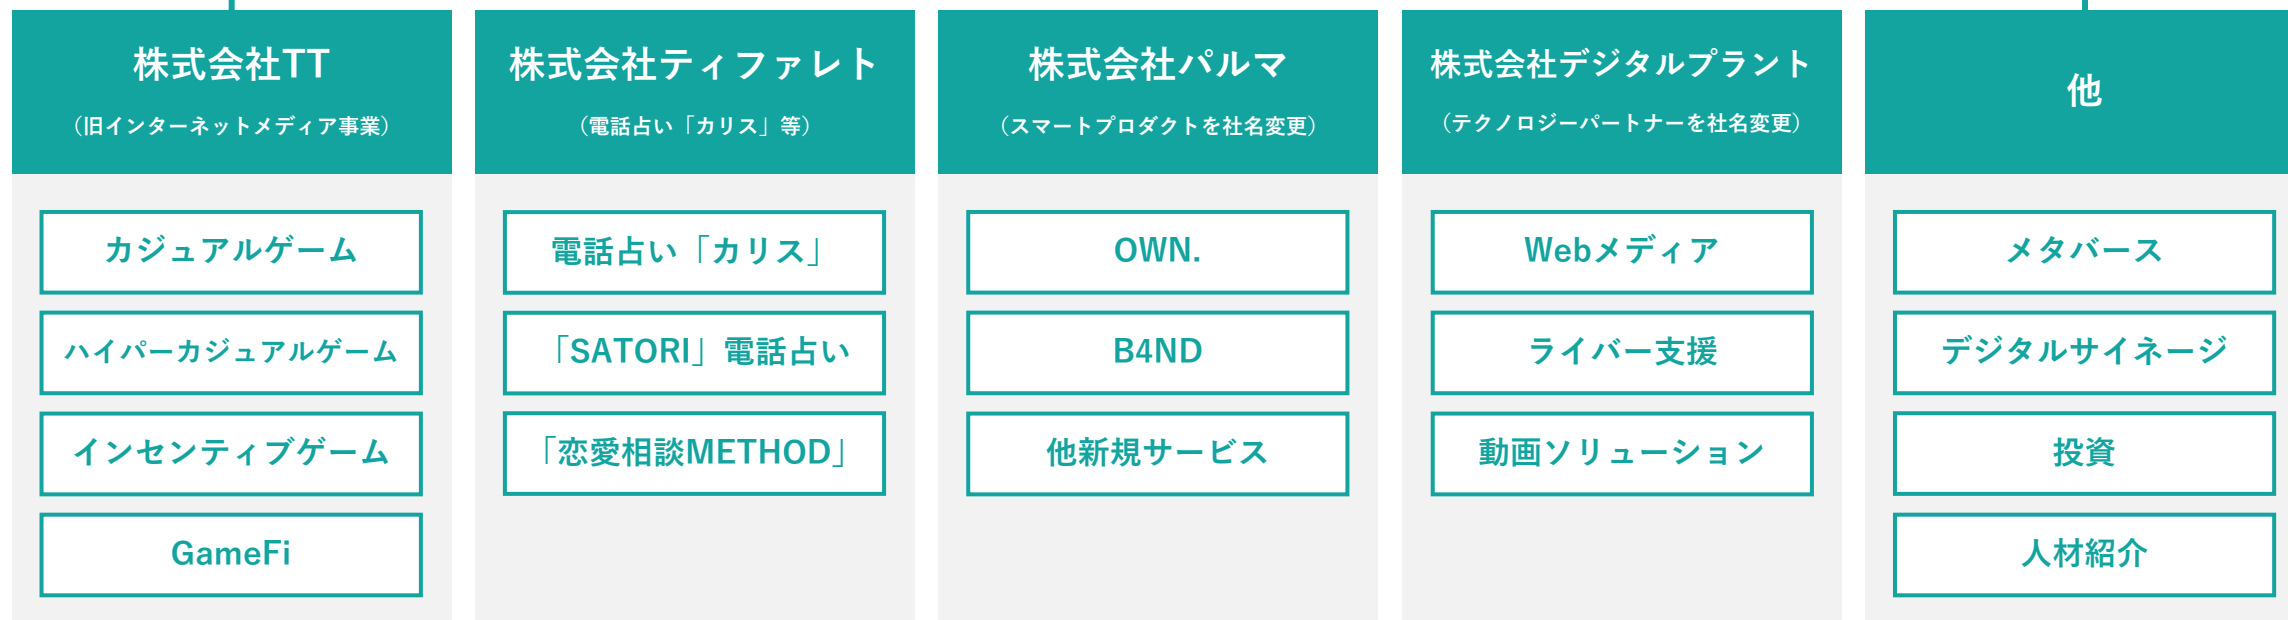 株式会社TT
（旧インターネットメディア事業）
カジュアルゲーム
ハイパーカジュアルゲーム
インセンティブゲーム
GameFi
株式会社ティファレト
（電話占い「カリス」等）
電話占い「カリス」
「SATORI」電話占い
「恋愛相談METHOD」
株式会社パルマ
（スマートプロダクトを社名変更）
OWN.
B4ND
他新規サービス
株式会社デジタルプラント
（テクノロジーパートナーを社名変更）
Webメディア
ライバー支援
動画ソリューション
他
メタバース
デジタルサイネージ
投資
人材紹介